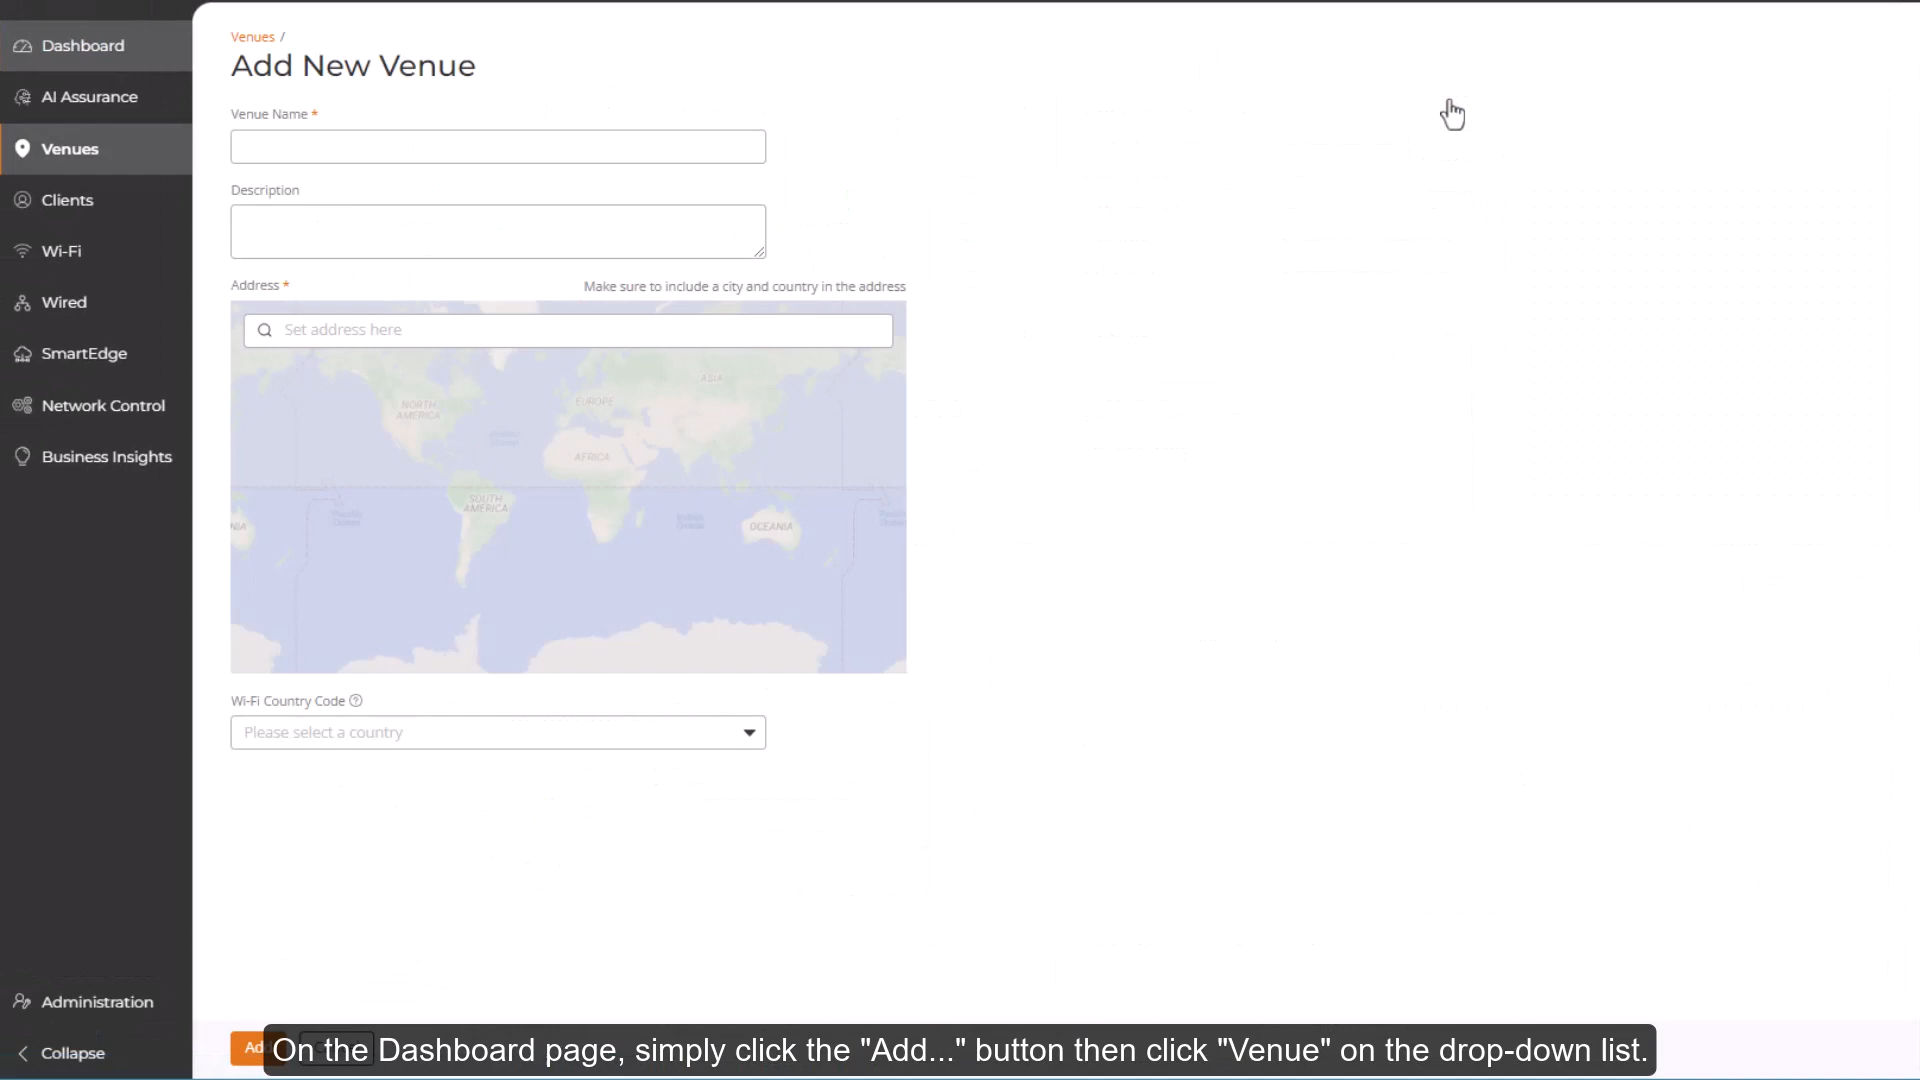 Dashboard
AI Assurance
Venues
Clients
Wi-Fi
Wired
SmartEdge
Network Control
Business Insights
Administration
Collapse
Venues /
Add New Venue
Venue Name *
Description
Address *
Make sure to include a city and country in the address
Set address here
NORTH
AMERICA
EUROPE
ASIA
AFRICA
SOUTH
AMERICA
OCEANIA
Wi-Fi Country Code
Please select a country
Add
On the Dashboard page, simply click the "Add..." button then click "Venue" on the drop-down list.